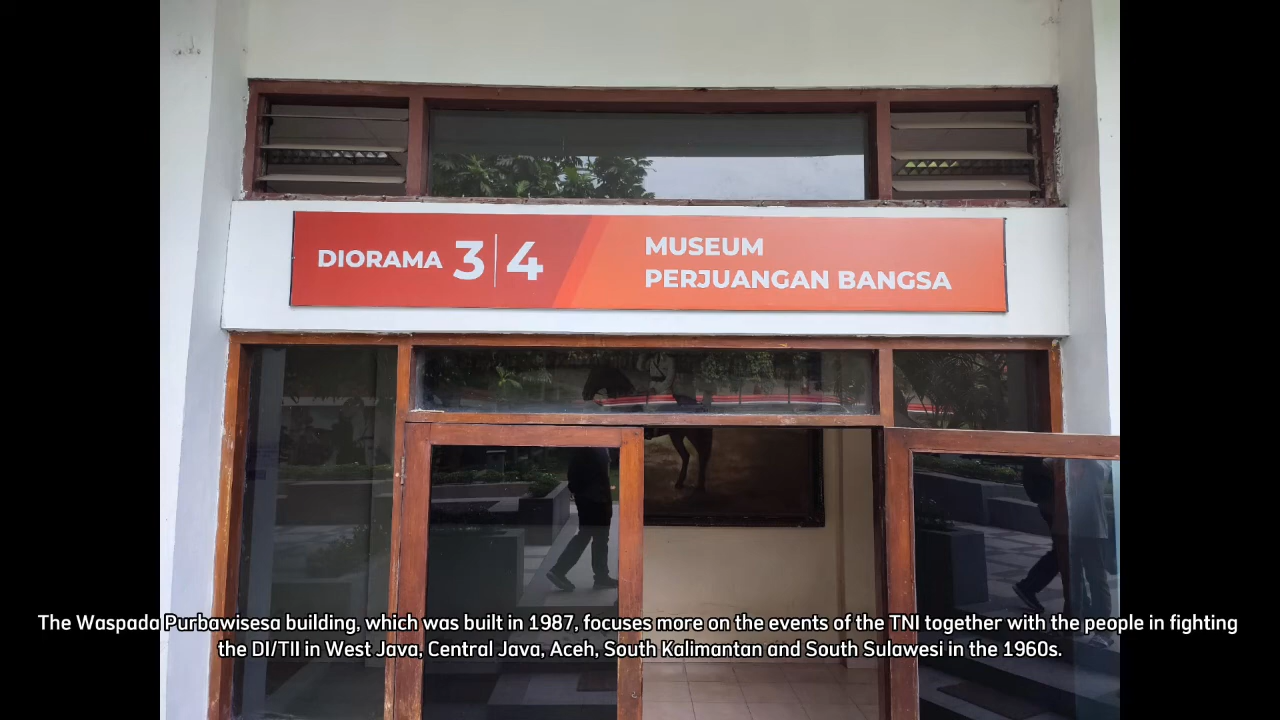 DIORAMA 3|4
MUSEUM
PERJUANGAN BANGSA
The Waspada Purbawisesa building, which was built in 1987, focuses more on the events of the TNI together with the people in fighting
the DI/TII in West Java, Central Java, Aceh, South Kalimantan and South Sulawesi in the 1960s.